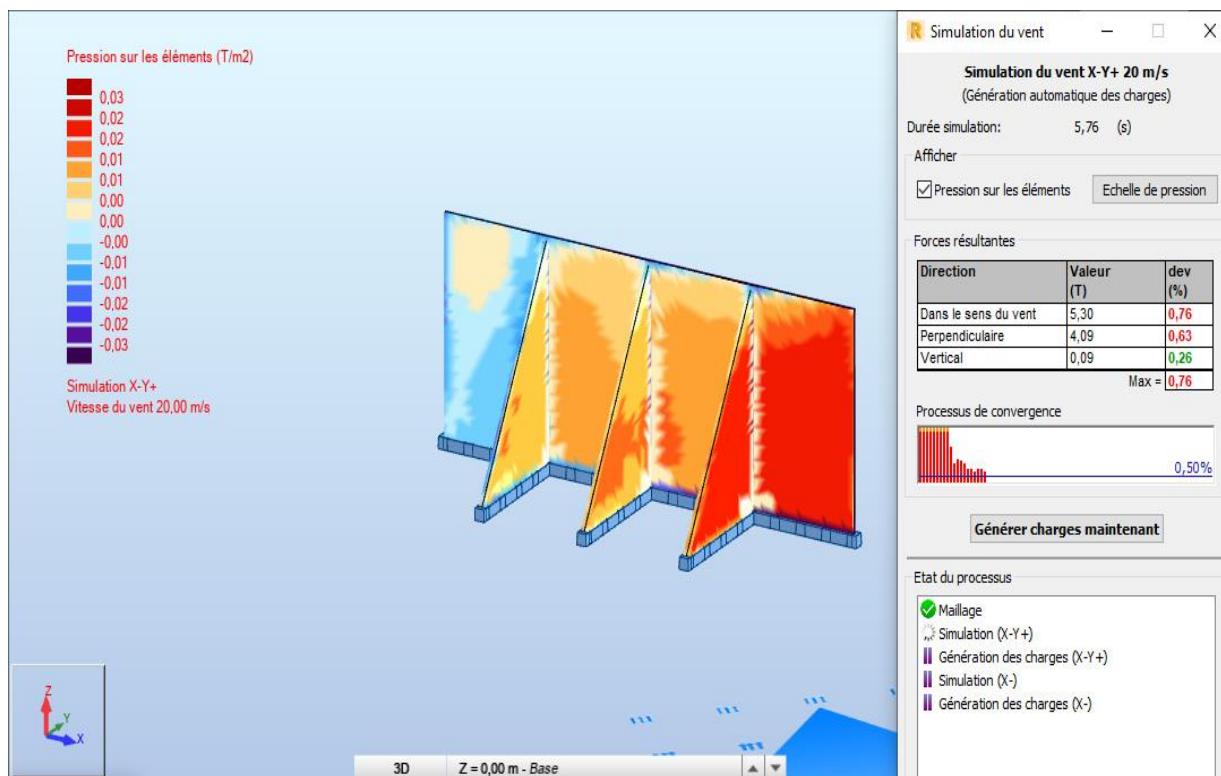 Pression sur les éléments (T/m2)
0,03
0,02
0,02
0,01
0,01
0,00
0,00
-0,00
-0,01
-0,01
-0,02
-0,02
-0,03
Simulation X-Y+
Vitesse du vent 20,00 m/s
Z
Y
X
3D Z = 0,00 m - Base
R Simulation du vent
Simulation du vent X-Y+ 20 m/s
(Génération automatique des charges)
Durée simulation: 5,76 (s)
Afficher
Pression sur les éléments Echelle de pression
Forces résultantes
Direction Valeur (T) dev (%)
Dans le sens du vent 5,30 0,76
Perpendiculaire 4,09 0,63
Vertical 0,09 0,26
Max = 0,76
Processus de convergence
0,50%
Générer charges maintenant
Etat du processus
Maillage
Simulation (X-Y+)
Génération des charges (X-Y+)
Simulation (X-)
Génération des charges (X-)